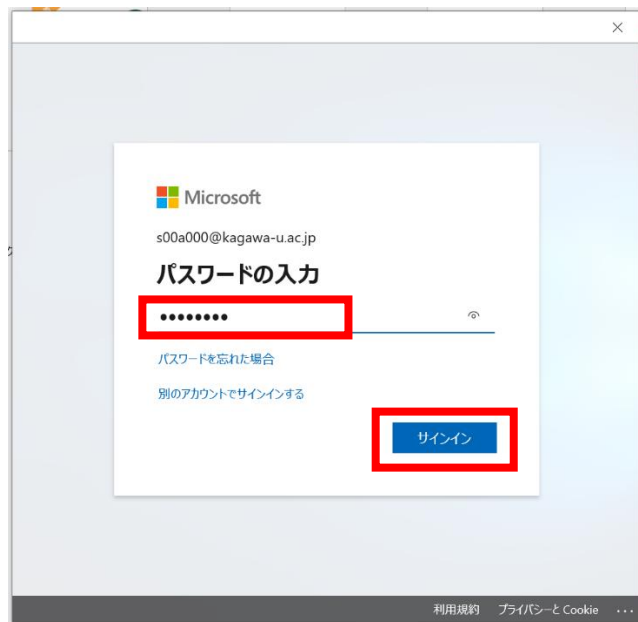 Microsoft
s00a000@kagawa-u.ac.jp
パスワードの入力
••••••••
パスワードを忘れた場合
別のアカウントでサインインする
サインイン
利用規約 プライバシーと Cookie ...